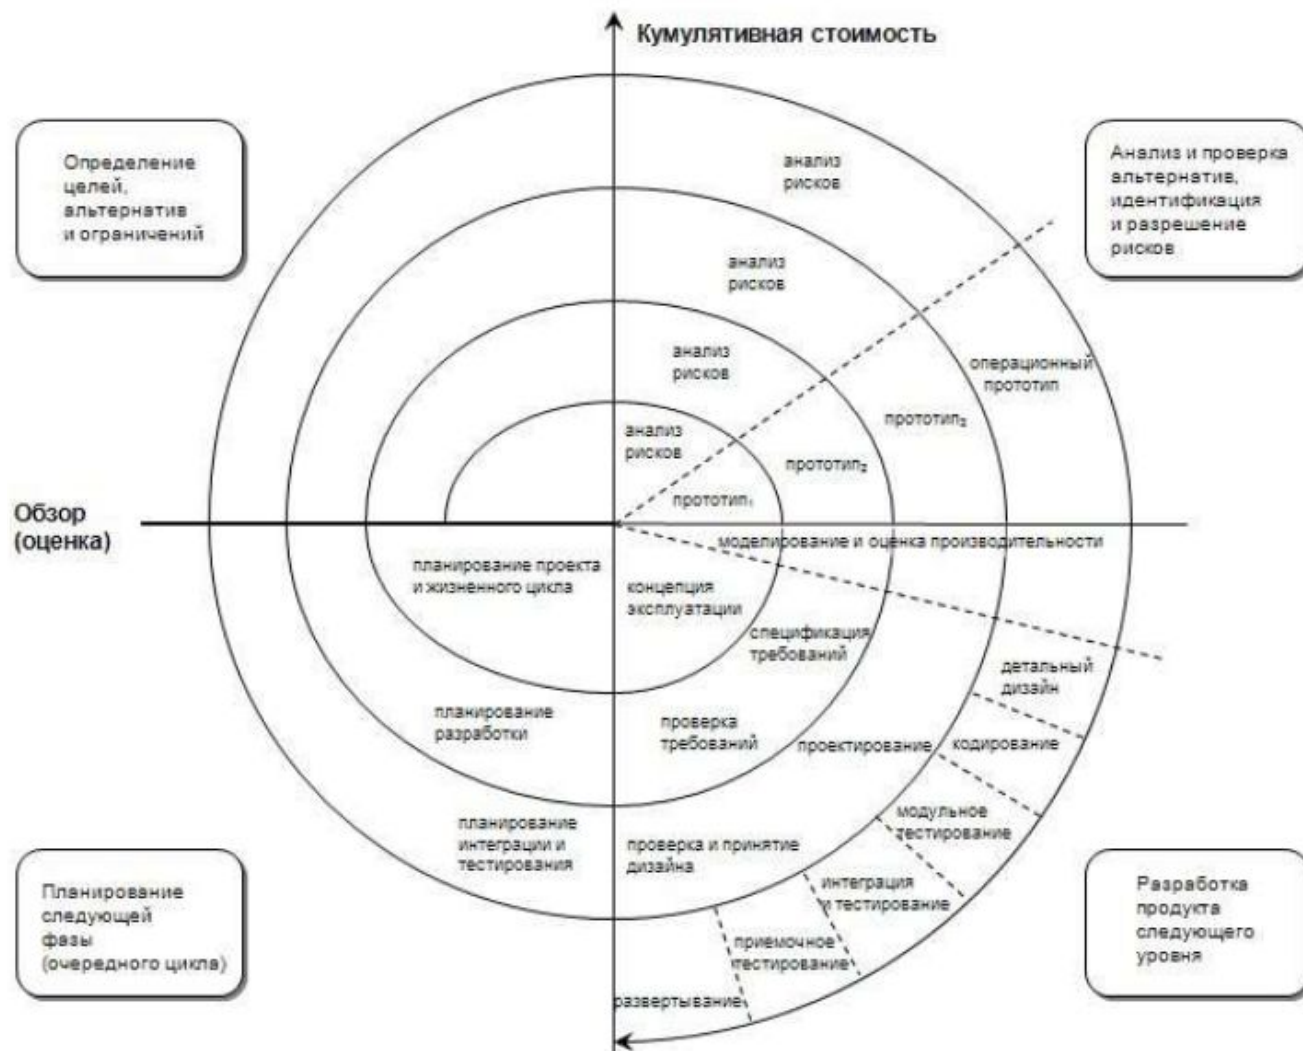 Кумулятивная стоимость
Определение
целей,
альтернатив
и ограничений
Анализ и проверка
альтернатив,
идентификация
и разрешение
рисков
анализ
рисков
анализ
рисков
анализ
рисков
анализ
рисков
операционный
прототип
прототип₂
прототип₂
прототип₁
Обзор
(оценка)
моделирование и оценка производительности
планирование проекта
и жизненного цикла
концепция
эксплуатации
спецификация
требований
детальный
дизайн
планирование
разработки
проверка
требований
проектирование
кодирование
модульное
тестирование
планирование
интеграции и
тестирования
проверка и принятие
дизайна
интеграция
и тестирование
приемочное
тестирование
развертывание
Планирование
следующей
фазы
(очередного цикла)
Разработка
продукта
следующего
уровня